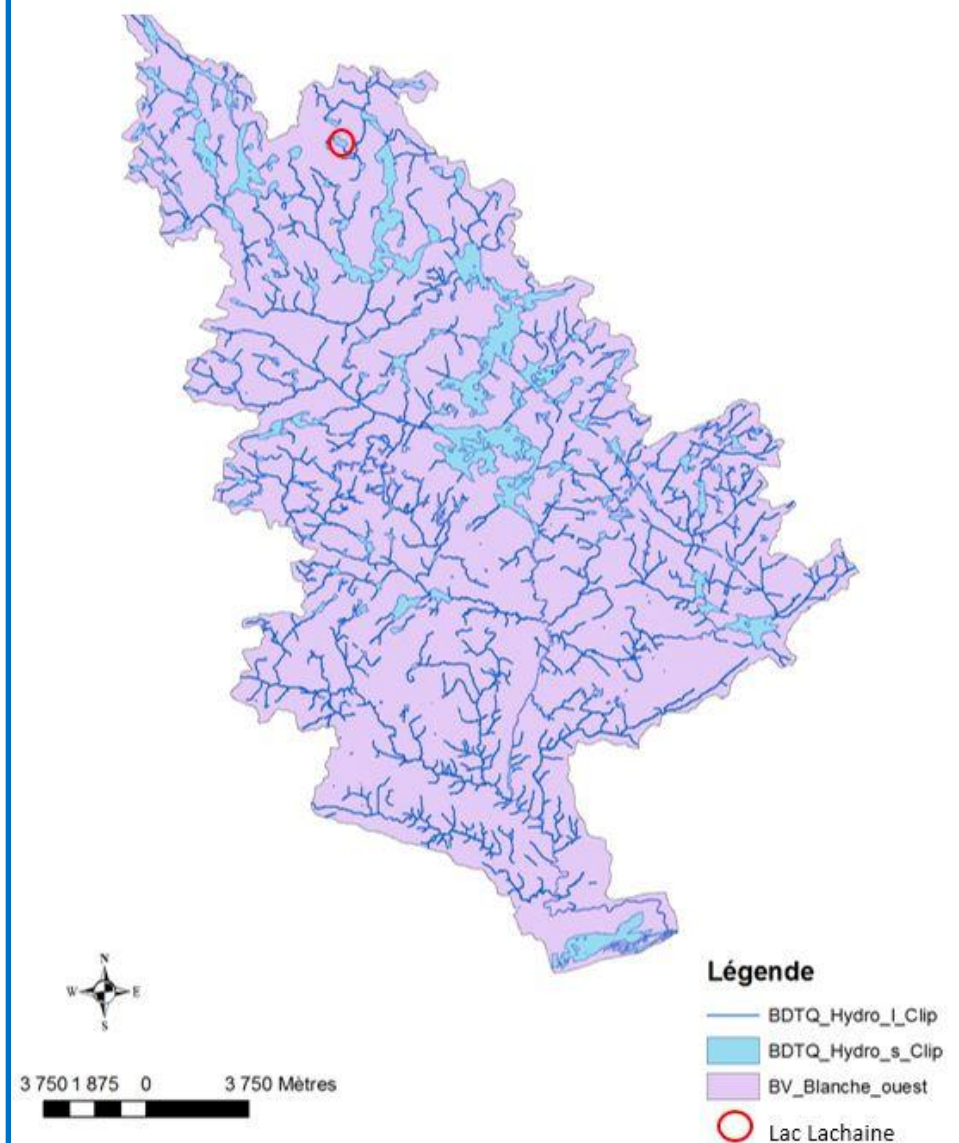 N
W E
S
3 750 1 875 0 3 750 Mètres
Légende
BDTQ_Hydro_l_Clip
BDTQ_Hydro_s_Clip
BV_Blanche_ouest
Lac Lachaine